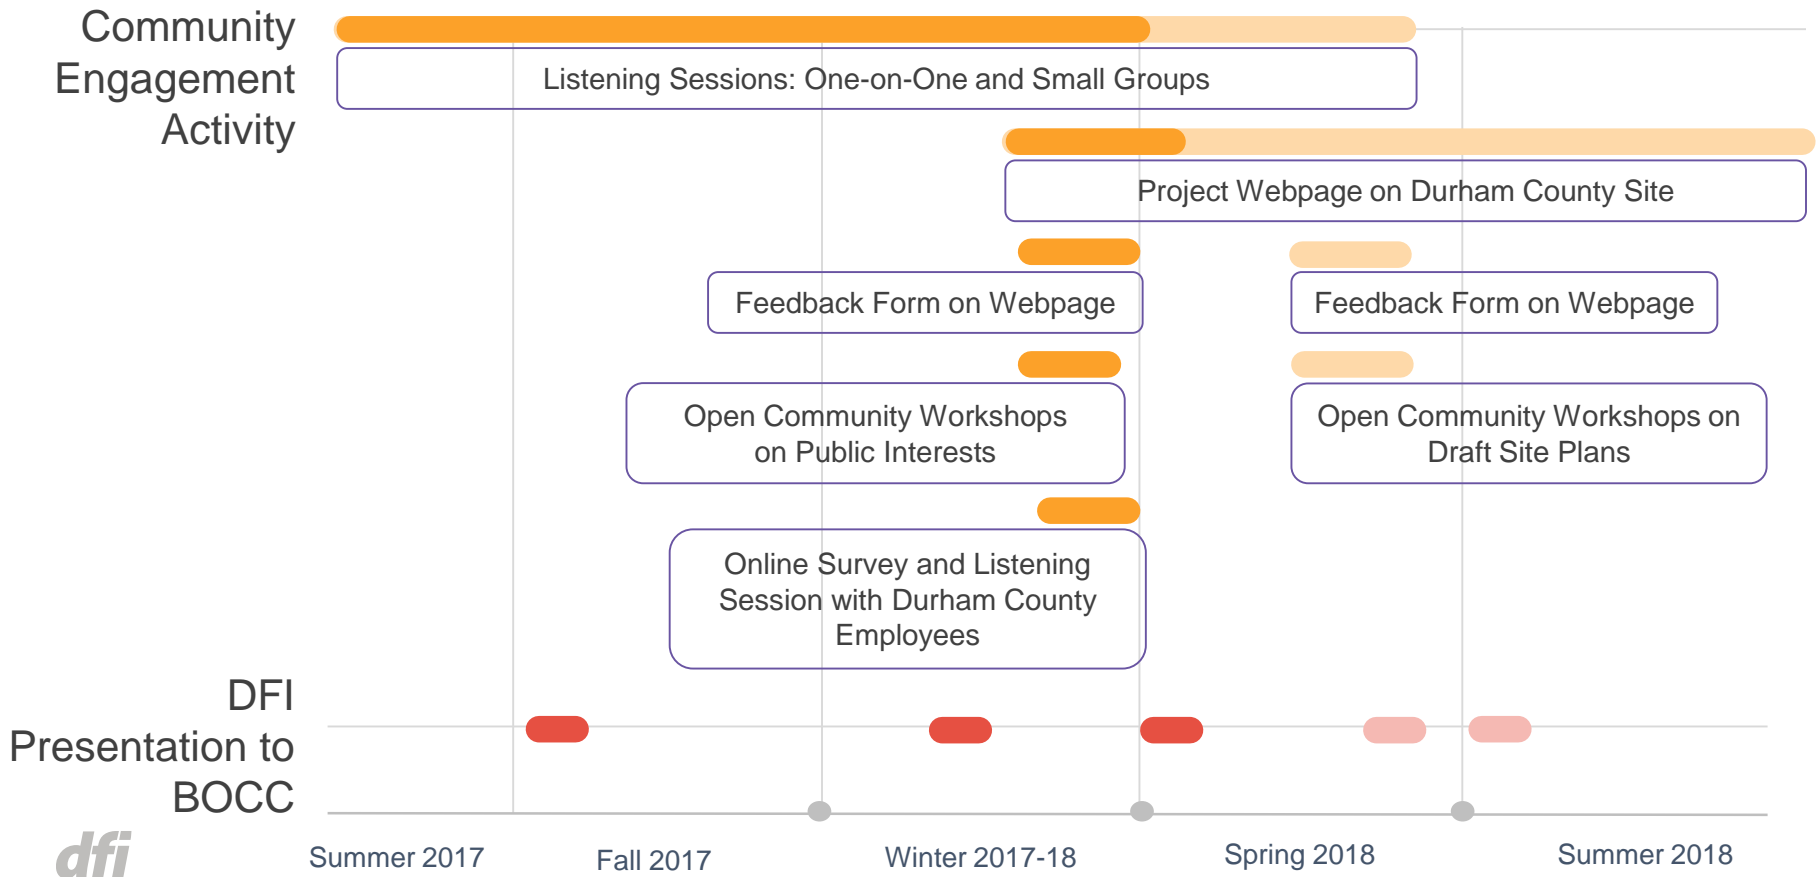 Community
Engagement
Activity
Listening Sessions: One-on-One and Small Groups
Project Webpage on Durham County Site
Feedback Form on Webpage
Feedback Form on Webpage
Open Community Workshops
on Public Interests
Open Community Workshops on
Draft Site Plans
Online Survey and Listening
Session with Durham County
Employees
DFI
Presentation to
BOCC
dfi
Summer 2017
Fall 2017
Winter 2017-18
Spring 2018
Summer 2018